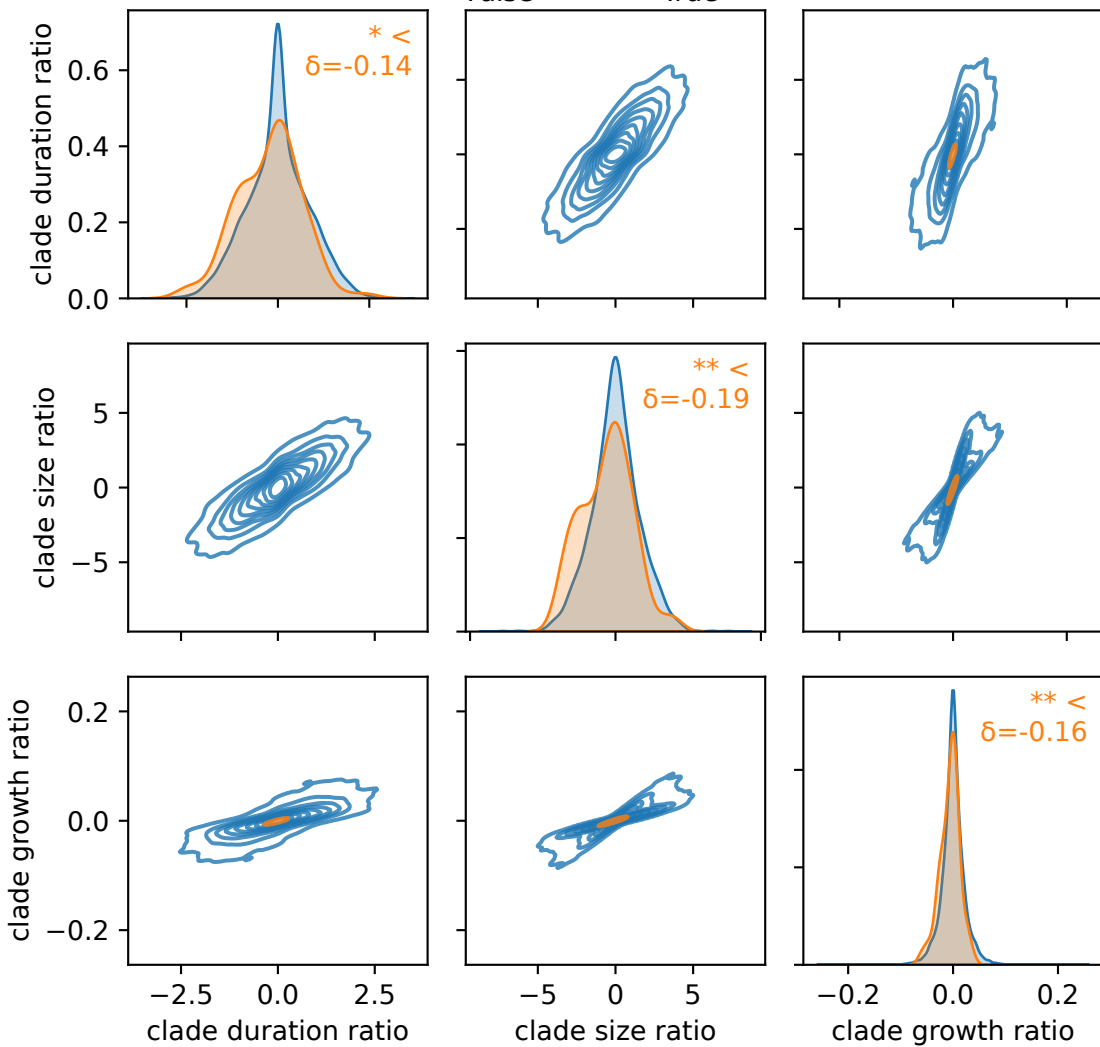 * <
δ=-0.14
clade duration ratio
0.6
0.4
0.2
0.0
** <
δ=-0.19
clade size ratio
5
0
−5
** <
δ=-0.16
clade growth ratio
0.2
0.0
−0.2
−2.5 0.0 2.5
−5 0 5
−0.2 0.0 0.2
clade duration ratio
clade size ratio
clade growth ratio